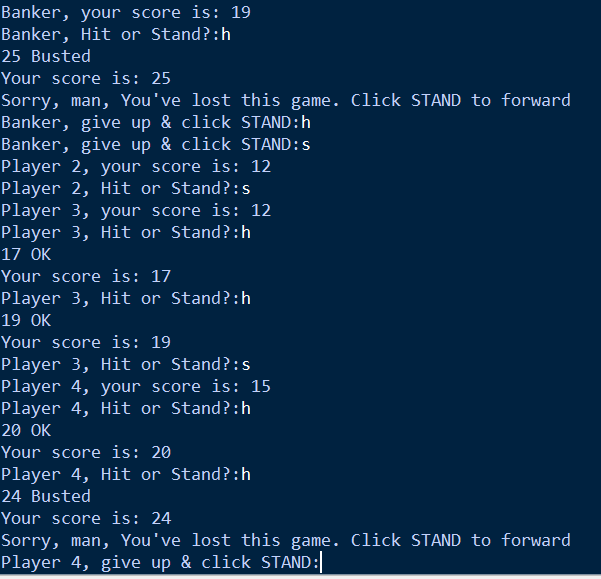 Banker, your score is: 19
Banker, Hit or Stand?:h
25 Busted
Your score is: 25
Sorry, man, You've lost this game. Click STAND to forward
Banker, give up & click STAND:h
Banker, give up & click STAND:s
Player 2, your score is: 12
Player 2, Hit or Stand?:s
Player 3, your score is: 12
Player 3, Hit or Stand?:h
17 OK
Your score is: 17
Player 3, Hit or Stand?:h
19 OK
Your score is: 19
Player 3, Hit or Stand?:s
Player 4, your score is: 15
Player 4, Hit or Stand?:h
20 OK
Your score is: 20
Player 4, Hit or Stand?:h
24 Busted
Your score is: 24
Sorry, man, You've lost this game. Click STAND to forward
Player 4, give up & click STAND: